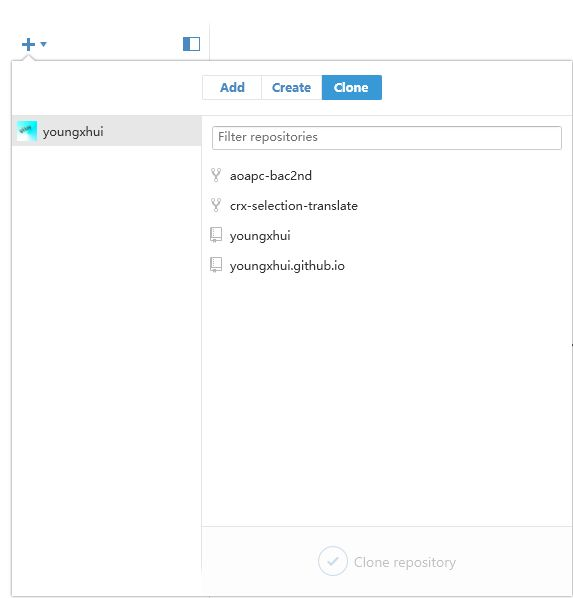 Add Create Clone
youngxhui
Filter repositories
aoapc-bac2nd
crx-selection-translate
youngxhui
youngxhui.github.io
Clone repository